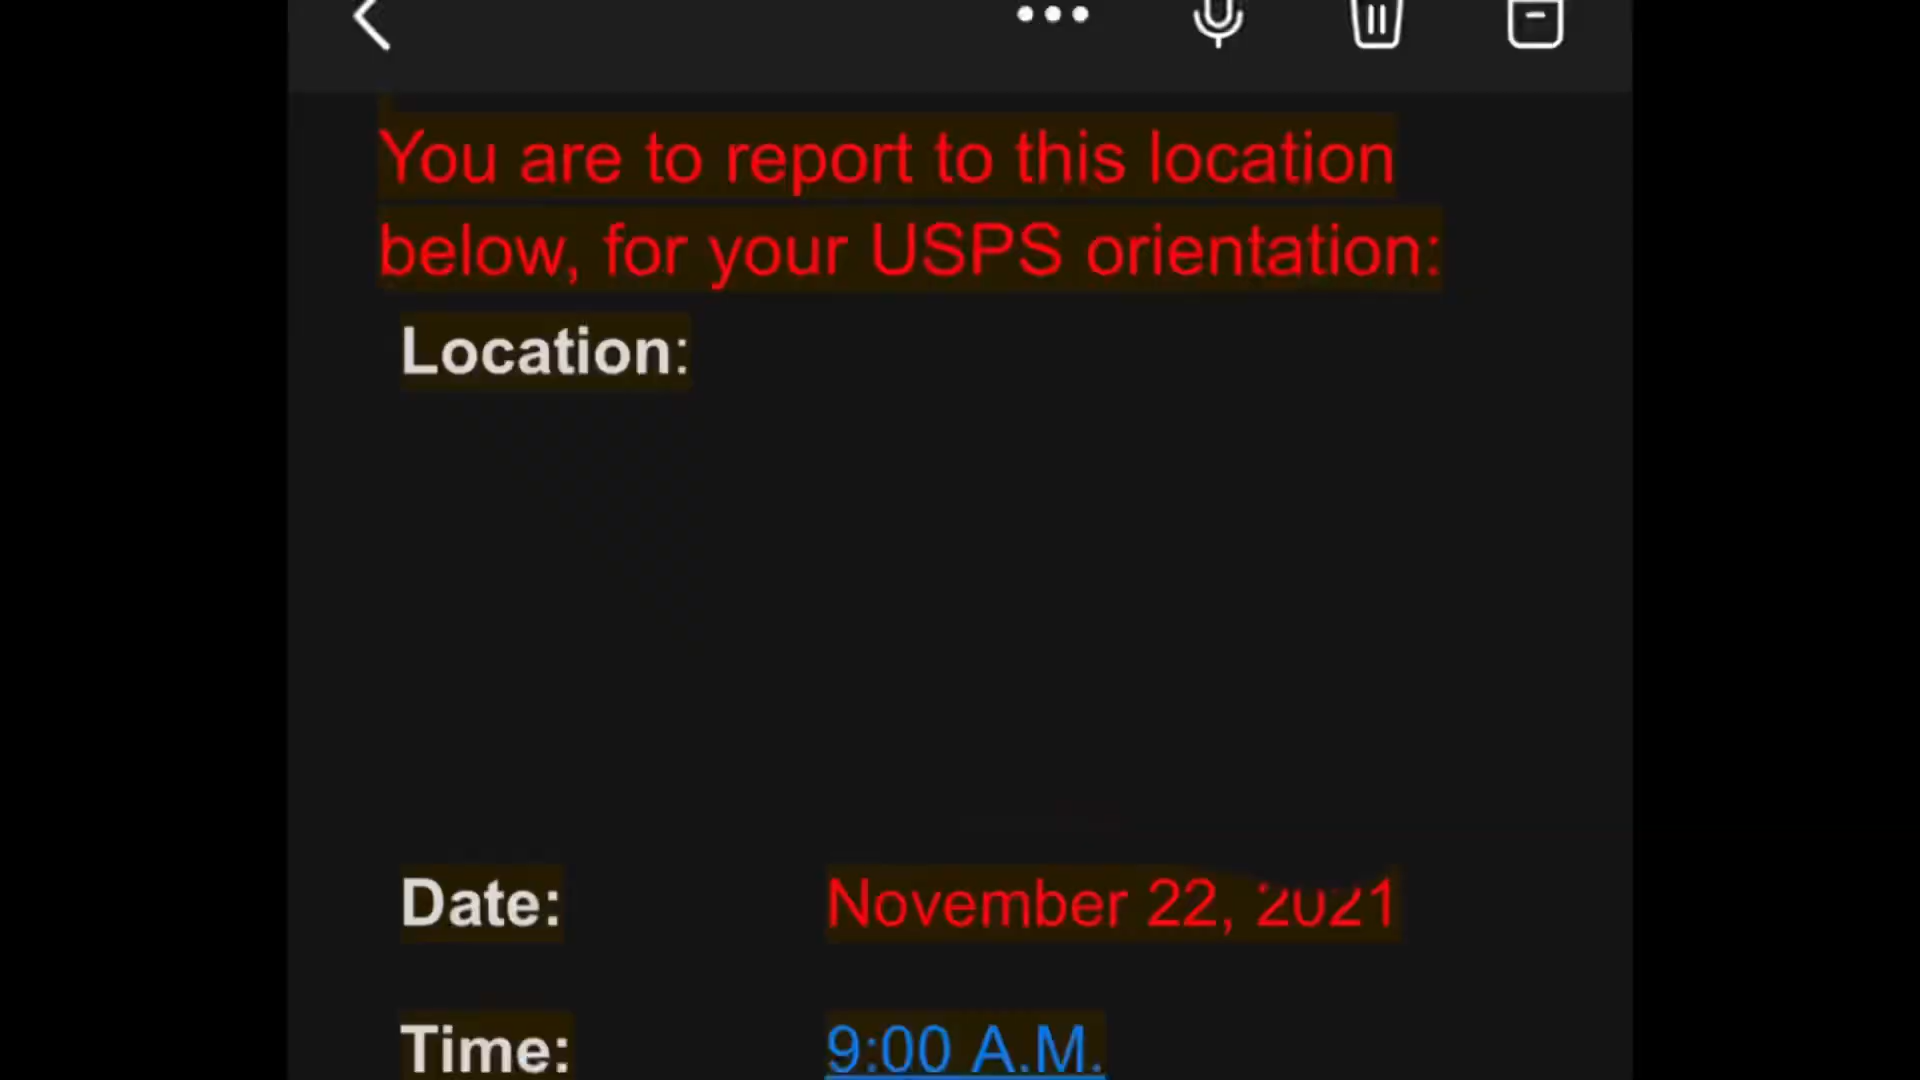 You are to report to this location
below, for your USPS orientation:
Location:
Date: November 22, 2021
Time: 9:00 A.M.